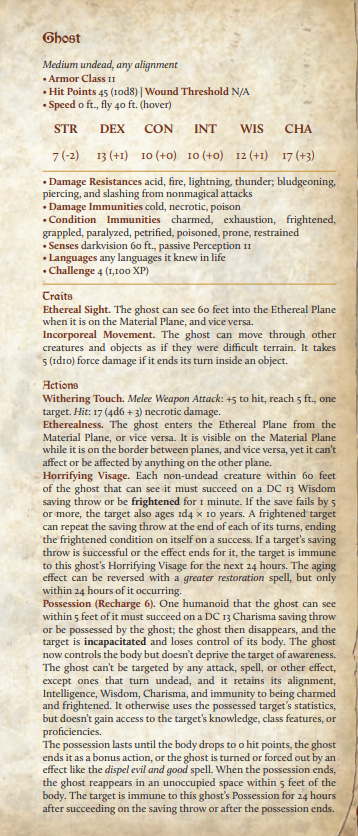 Ghost
Medium undead, any alignment
• Armor Class 11
• Hit Points 45 (10d8) | Wound Threshold N/A
• Speed 0 ft., fly 40 ft. (hover)
STR DEX CON INT WIS CHA
7 (-2) 13 (+1) 10 (+0) 10 (+0) 12 (+1) 17 (+3)
• Damage Resistances acid, fire, lightning, thunder; bludgeoning,
piercing, and slashing from nonmagical attacks
• Damage Immunities cold, necrotic, poison
• Condition Immunities charmed, exhaustion, frightened,
grappled, paralyzed, petrified, poisoned, prone, restrained
• Senses darkvision 60 ft., passive Perception 11
• Languages any languages it knew in life
• Challenge 4 (1,100 XP)
Traits
Ethereal Sight. The ghost can see 60 feet into the Ethereal Plane
when it is on the Material Plane, and vice versa.
Incorporeal Movement. The ghost can move through other
creatures and objects as if they were difficult terrain. It takes
5 (1d10) force damage if it ends its turn inside an object.
Actions
Withering Touch. Melee Weapon Attack: +5 to hit, reach 5 ft., one
target. Hit: 17 (4d6 + 3) necrotic damage.
Etherealness. The ghost enters the Ethereal Plane from the
Material Plane, or vice versa. It is visible on the Material Plane
while it is on the border between planes, and vice versa, yet it can't
affect or be affected by anything on the other plane.
Horrifying Visage. Each non-undead creature within 60 feet
of the ghost that can see it must succeed on a DC 13 Wisdom
saving throw or be frightened for 1 minute. If the save fails by 5
or more, the target also ages 1d4 × 10 years. A frightened target
can repeat the saving throw at the end of each of its turns, ending
the frightened condition on itself on a success. If a target's saving
throw is successful or the effect ends for it, the target is immune
to this ghost's Horrifying Visage for the next 24 hours. The aging
effect can be reversed with a greater restoration spell, but only
within 24 hours of it occurring.
Possession (Recharge 6). One humanoid that the ghost can see
within 5 feet of it must succeed on a DC 13 Charisma saving throw
or be possessed by the ghost; the ghost then disappears, and the
target is incapacitated and loses control of its body. The ghost
now controls the body but doesn't deprive the target of awareness.
The ghost can't be targeted by any attack, spell, or other effect,
except ones that turn undead, and it retains its alignment,
Intelligence, Wisdom, Charisma, and immunity to being charmed
and frightened. It otherwise uses the possessed target's statistics,
but doesn't gain access to the target's knowledge, class features, or
proficiencies.
The possession lasts until the body drops to 0 hit points, the ghost
ends it as a bonus action, or the ghost is turned or forced out by an
effect like the dispel evil and good spell. When the possession ends,
the ghost reappears in an unoccupied space within 5 feet of the
body. The target is immune to this ghost's Possession for 24 hours
after succeeding on the saving throw or after the possession ends.